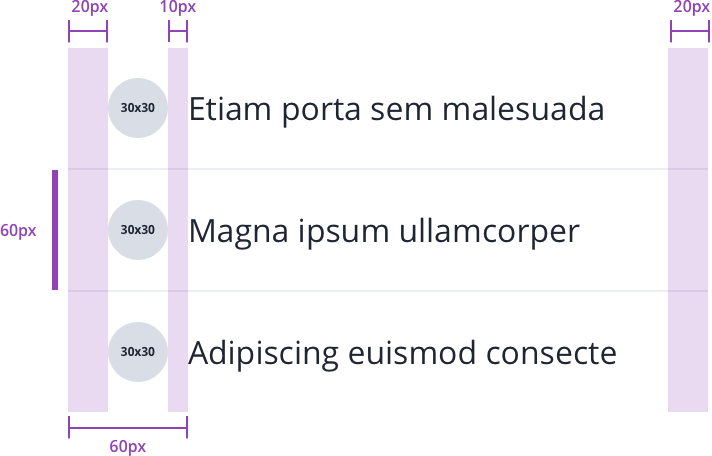 20px 10px 20px
30x30 Etiam porta sem malesuada
60px 30x30 Magna ipsum ullamcorper
30x30 Adipiscing euismod consecte
60px